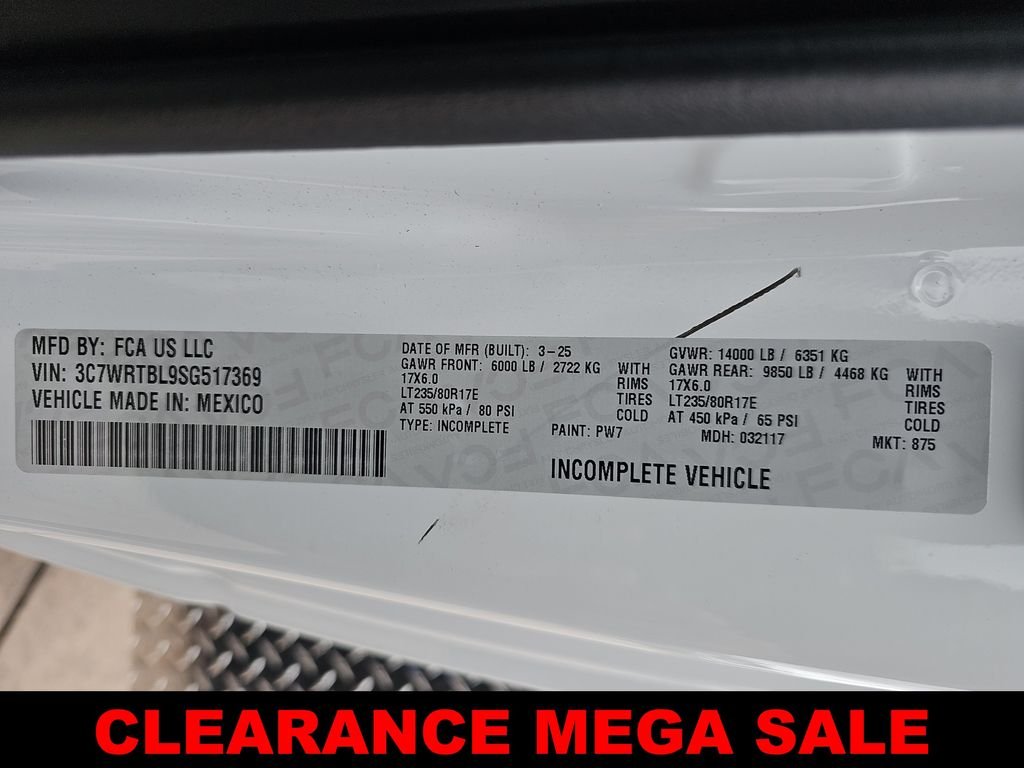 MFD BY: FCA US LLC
VIN: 3C7WRTBL9SG517369
VEHICLE MADE IN: MEXICO
DATE OF MFR (BUILT): 3-25
GAWR FRONT: 6000 LB / 2722 KG WITH
17X6.0 RIMS
LT235/80R17E TIRES
AT 550 kPa / 80 PSI COLD
TYPE: INCOMPLETE
PAINT: PW7
GVWR: 14000 LB / 6351 KG
GAWR REAR: 9850 LB / 4468 KG WITH
17X6.0 RIMS
LT235/80R17E TIRES
AT 450 kPa / 65 PSI COLD
MDH: 032117
MKT: 875
INCOMPLETE VEHICLE
CLEARANCE MEGA SALE